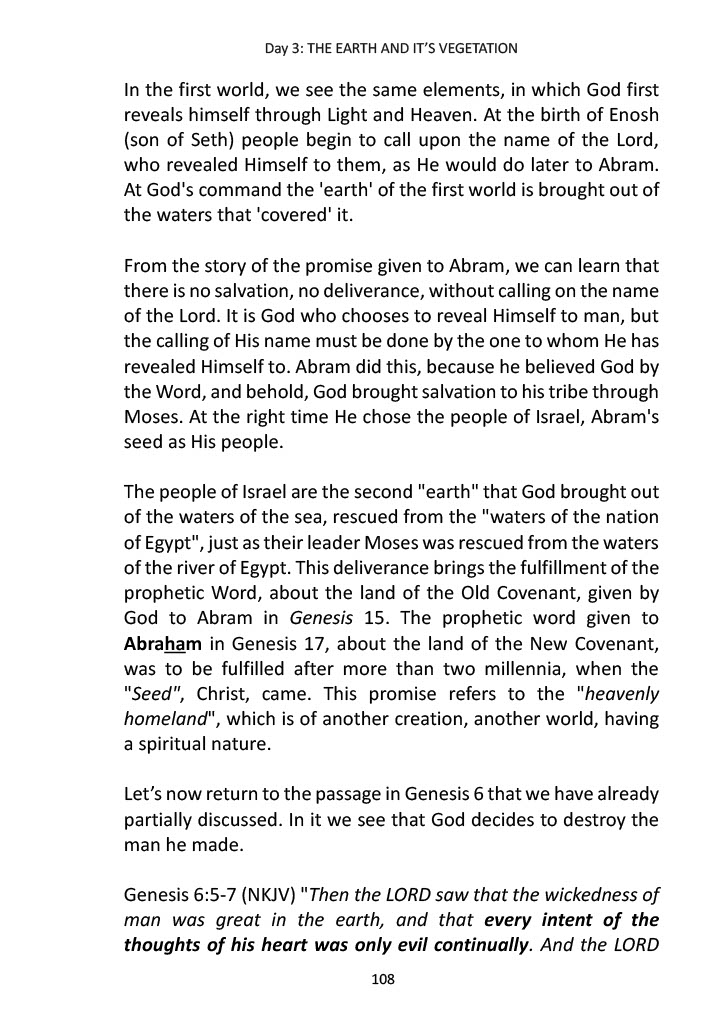 Day 3: THE EARTH AND IT’S VEGETATION
In the first world, we see the same elements, in which God first
reveals himself through Light and Heaven. At the birth of Enosh
(son of Seth) people begin to call upon the name of the Lord,
who revealed Himself to them, as He would do later to Abram.
At God's command the 'earth' of the first world is brought out of
the waters that 'covered' it.
From the story of the promise given to Abram, we can learn that
there is no salvation, no deliverance, without calling on the name
of the Lord. It is God who chooses to reveal Himself to man, but
the calling of His name must be done by the one to whom He has
revealed Himself to. Abram did this, because he believed God by
the Word, and behold, God brought salvation to his tribe through
Moses. At the right time He chose the people of Israel, Abram's
seed as His people.
The people of Israel are the second "earth" that God brought out
of the waters of the sea, rescued from the "waters of the nation
of Egypt", just as their leader Moses was rescued from the waters
of the river of Egypt. This deliverance brings the fulfillment of the
prophetic Word, about the land of the Old Covenant, given by
God to Abram in Genesis 15. The prophetic word given to
Abraham in Genesis 17, about the land of the New Covenant,
was to be fulfilled after more than two millennia, when the
"Seed", Christ, came. This promise refers to the "heavenly
homeland", which is of another creation, another world, having
a spiritual nature.
Let’s now return to the passage in Genesis 6 that we have already
partially discussed. In it we see that God decides to destroy the
man he made.
Genesis 6:5-7 (NKJV) "Then the LORD saw that the wickedness of
man was great in the earth, and that every intent of the
thoughts of his heart was only evil continually. And the LORD
108